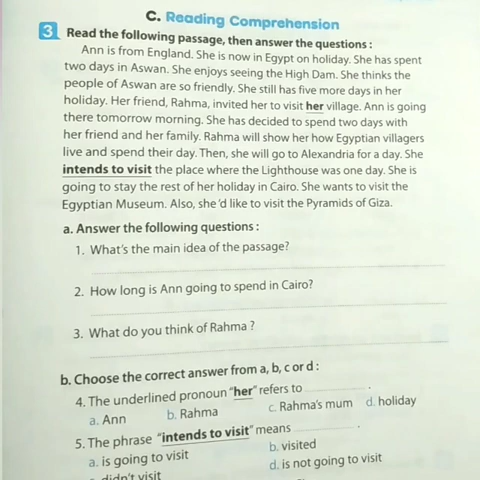 C. Reading Comprehension
3 Read the following passage, then answer the questions :
Ann is from England. She is now in Egypt on holiday. She has spent
two days in Aswan. She enjoys seeing the High Dam. She thinks the
people of Aswan are so friendly. She still has five more days in her
holiday. Her friend, Rahma, invited her to visit her village. Ann is going
there tomorrow morning. She has decided to spend two days with
her friend and her family. Rahma will show her how Egyptian villagers
live and spend their day. Then, she will go to Alexandria for a day. She
intends to visit the place where the Lighthouse was one day. She is
going to stay the rest of her holiday in Cairo. She wants to visit the
Egyptian Museum. Also, she'd like to visit the Pyramids of Giza.
a. Answer the following questions :
1. What's the main idea of the passage?
2. How long is Ann going to spend in Cairo?
3. What do you think of Rahma ?
b. Choose the correct answer from a, b, c or d :
4. The underlined pronoun "her" refers to .
a. Ann b. Rahma c. Rahma's mum d. holiday
5. The phrase "intends to visit" means .
a. is going to visit b. visited
didn't visit d. is not going to visit